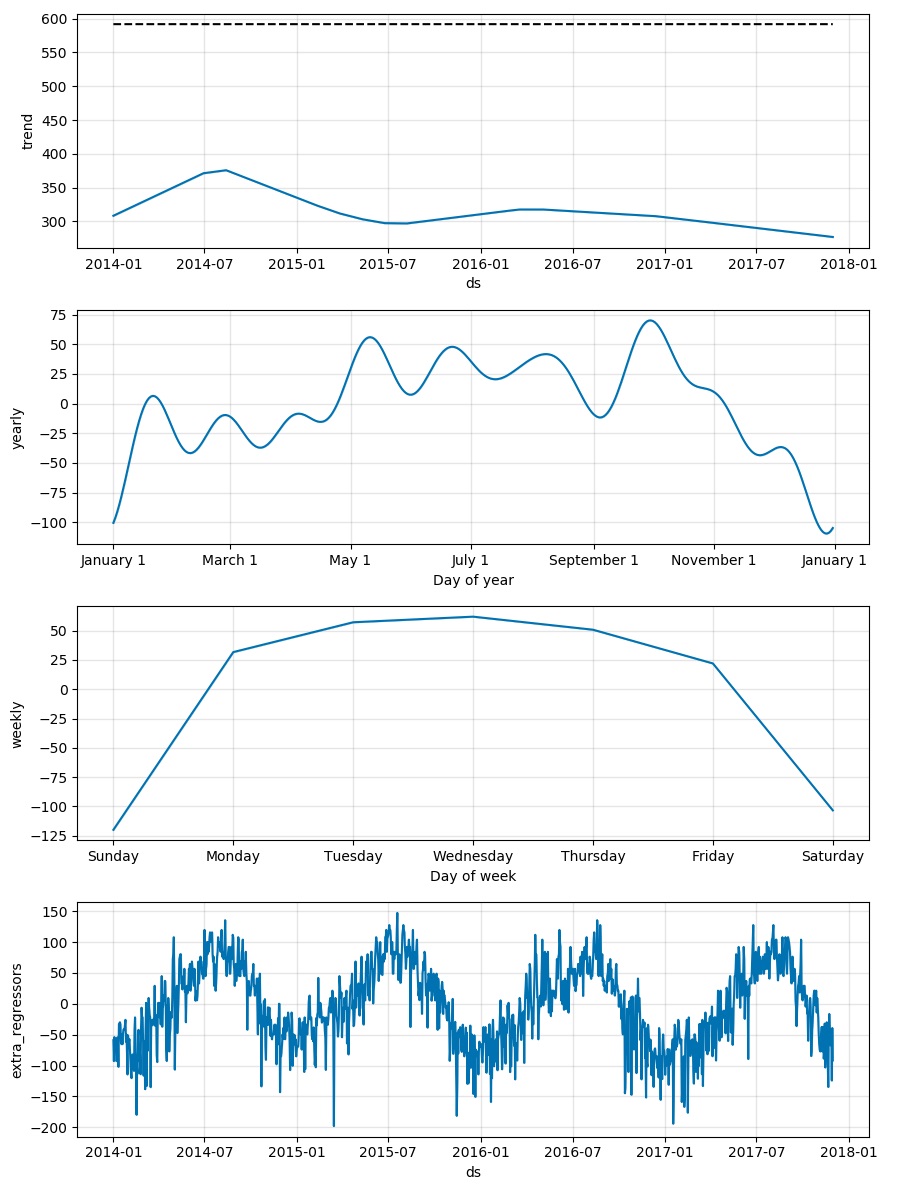 600
550
500
450
400
350
300
trend
2014-01 2014-07 2015-01 2015-07 2016-01 2016-07 2017-01 2017-07 2018-01
ds
75
50
25
0
−25
−50
−75
−100
yearly
January 1 March 1 May 1 July 1 September 1 November 1 January 1
Day of year
50
25
0
−25
−50
−75
−100
−125
weekly
Sunday Monday Tuesday Wednesday Thursday Friday Saturday
Day of week
150
100
50
0
−50
−100
−150
−200
extra_regressors
2014-01 2014-07 2015-01 2015-07 2016-01 2016-07 2017-01 2017-07 2018-01
ds